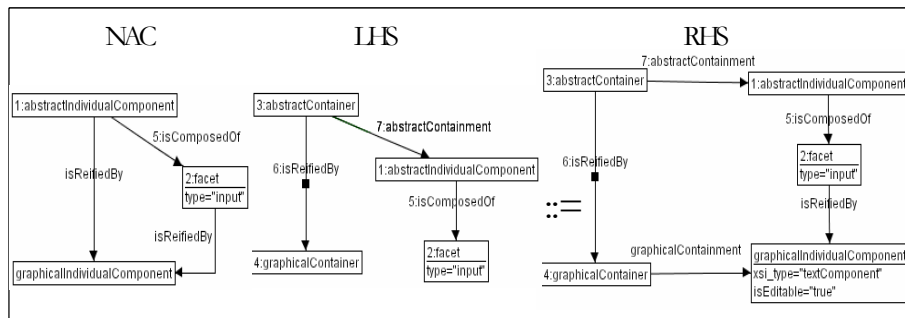 NAC
LHS
RHS
1:abstractIndividualComponent
5:isComposedOf
isReifiedBy
2:facet
type="input"
isReifiedBy
graphicalIndividualComponent
3:abstractContainer
7:abstractContainment
6:isReifiedBy
1:abstractIndividualComponent
5:isComposedOf
4:graphicalContainer
2:facet
type="input"
::=
7:abstractContainment
3:abstractContainer
1:abstractIndividualComponent
5:isComposedOf
6:isReifiedBy
2:facet
type="input"
isReifiedBy
graphicalContainment
4:graphicalContainer
graphicalIndividualComponent
xsi_type="textComponent"
isEditable="true"